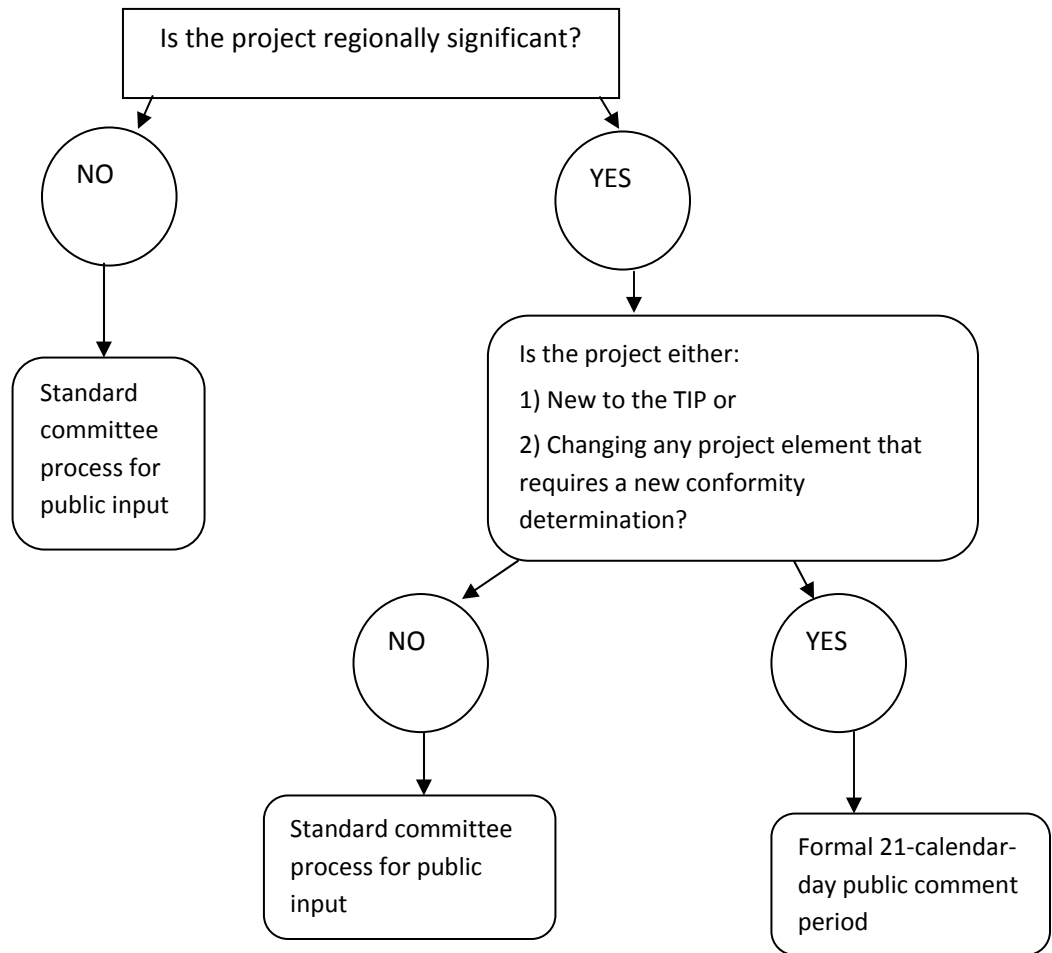 Is the project regionally significant?
NO
YES
Standard
committee
process for
public input
Is the project either:
1) New to the TIP or
2) Changing any project element that
requires a new conformity
determination?
NO
YES
Standard committee
process for public
input
Formal 21-calendar-
day public comment
period